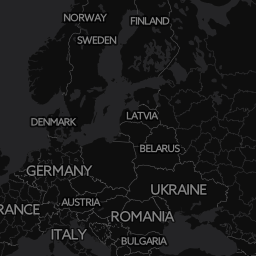 NORWAY
FINLAND
SWEDEN
LATVIA
DENMARK
BELARUS
GERMANY
UKRAINE
AUSTRIA
RANCE
ROMANIA
ITALY
BULGARIA